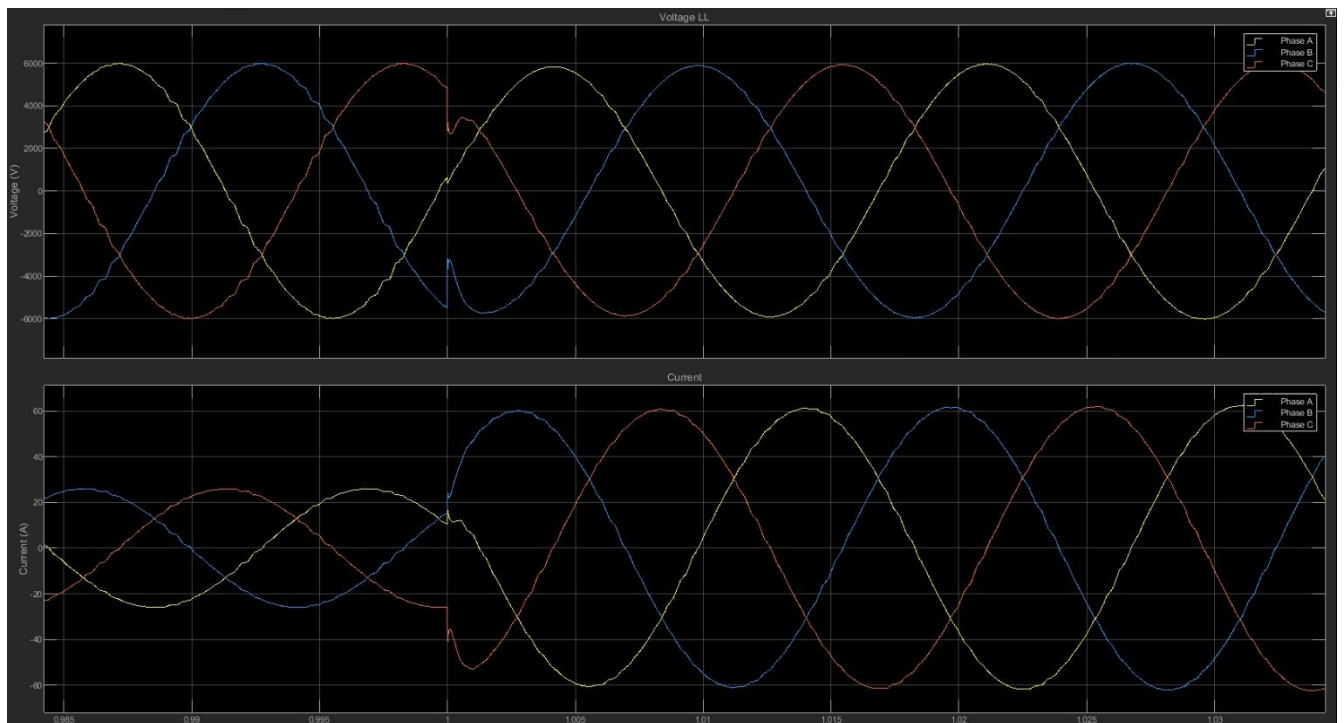 Voltage LL
Phase A
Phase B
Phase C
Voltage (V)
6000
4000
2000
0
-2000
-4000
-6000
Current
Phase A
Phase B
Phase C
Current (A)
60
40
20
0
-20
-40
-60
0.985 0.99 0.995 1 1.005 1.01 1.015 1.02 1.025 1.03